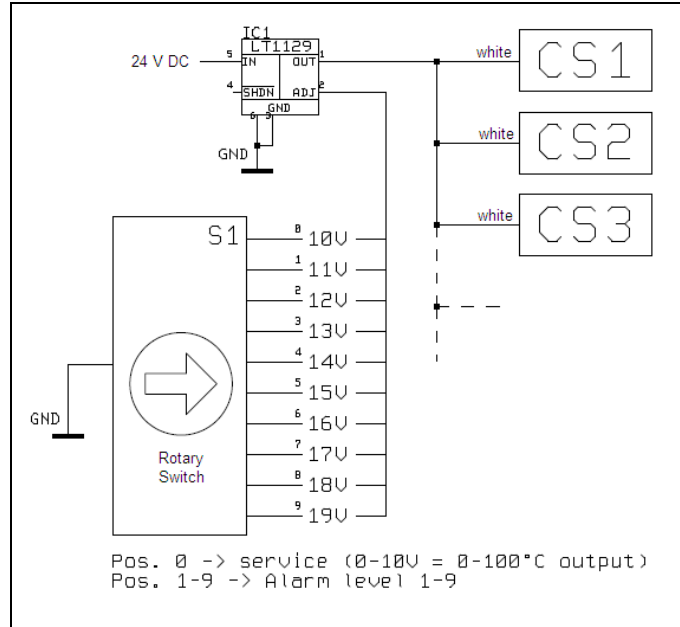 IC1
LT1129
24 V DC
5
IN
OUT
1
4
SHDN
ADJ
2
GND
6
3
GND
white
CS1
white
CS2
white
CS3
S1
0
10V
1
11V
2
12V
3
13V
4
14V
5
15V
6
16V
7
17V
8
18V
9
19V
GND
Rotary
Switch
Pos. 0 -> service (0-10V = 0-100°C output)
Pos. 1-9 -> Alarm level 1-9